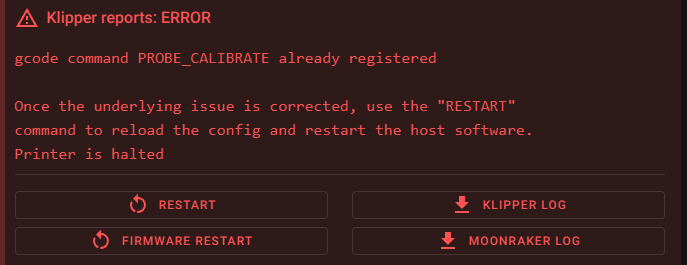 Klipper reports: ERROR
gcode command PROBE_CALIBRATE already registered
Once the underlying issue is corrected, use the "RESTART"
command to reload the config and restart the host software.
Printer is halted
RESTART
KLIPPER LOG
FIRMWARE RESTART
MOONRAKER LOG